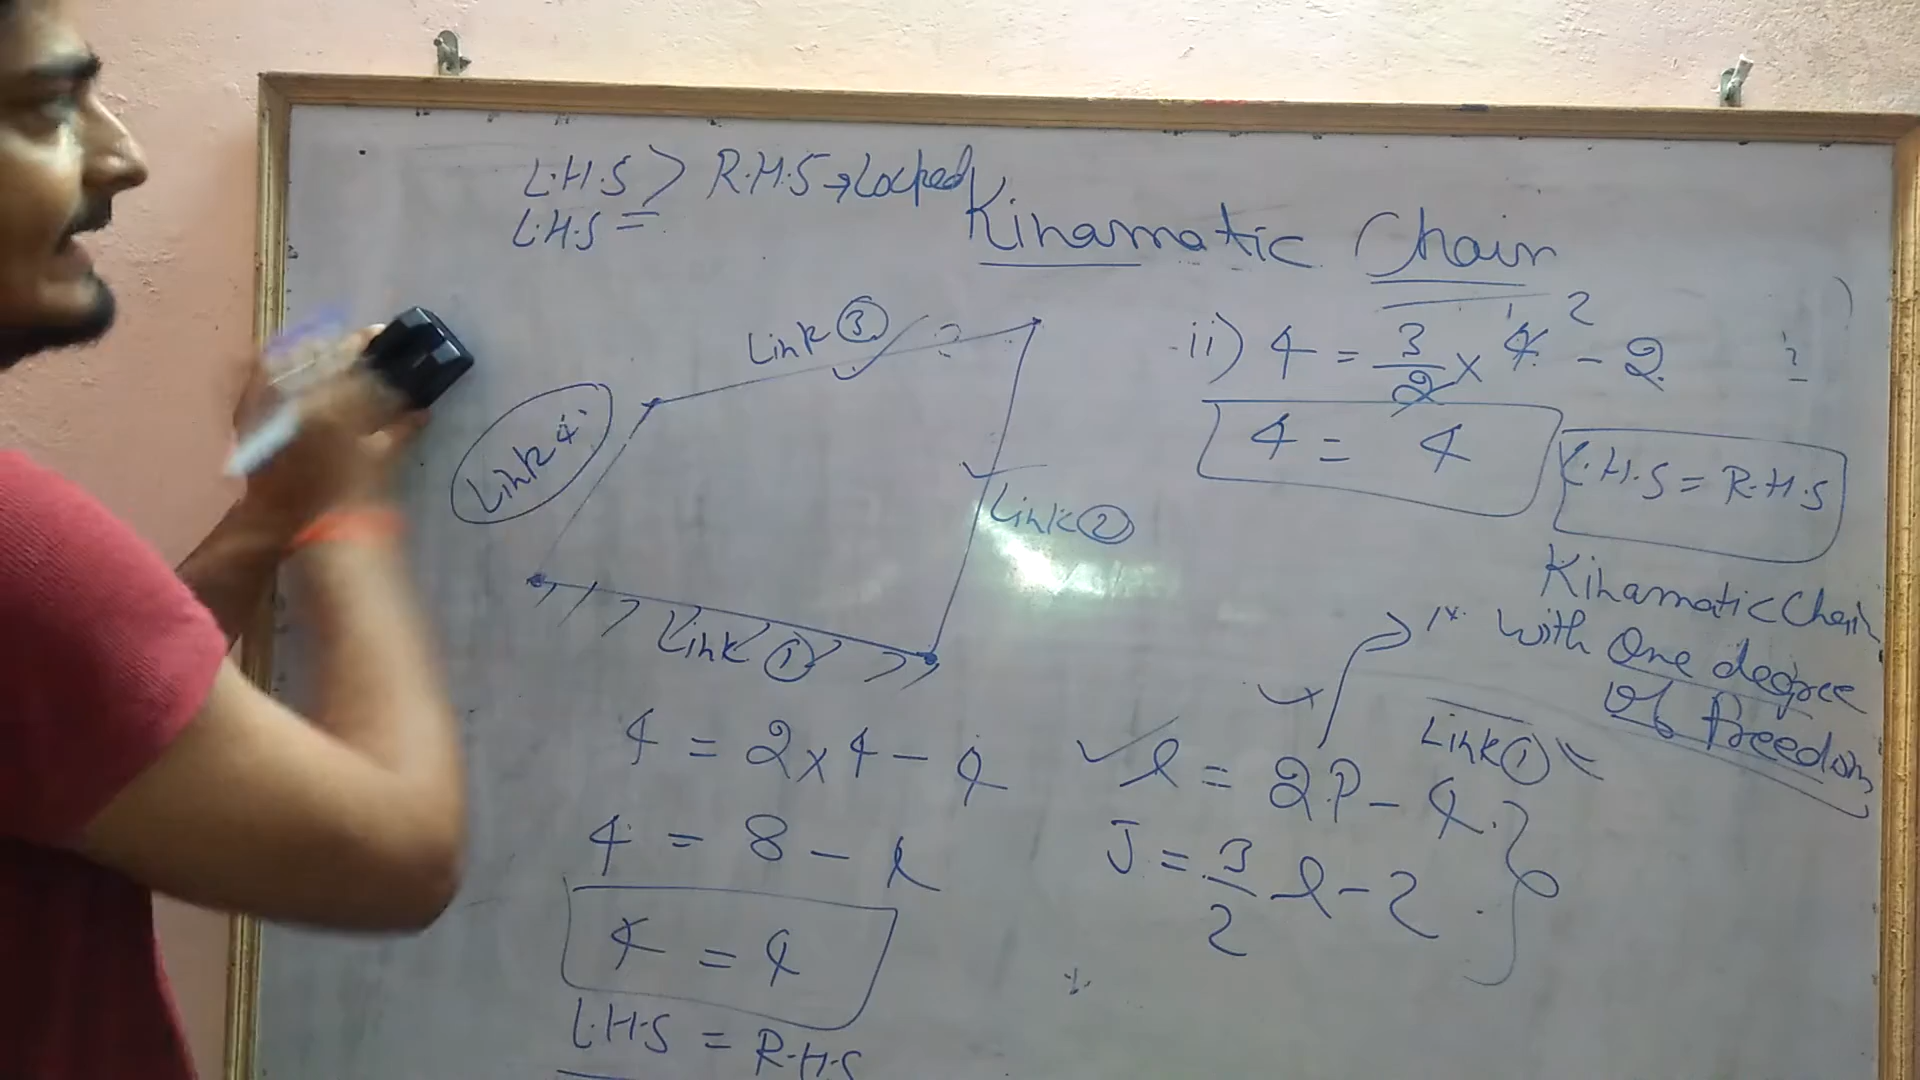 L.H.S > R.H.S → Locked
L.H.S =
Kinamatic Chain
Link ③
Link 4
Link ②
Link ①
ii) 4 = 3/2 x 4 2 - 2
4 = 4
L.H.S = R.H.S
Kinamatic Chain
with One degree
of freedom
Link ①
4 = 2x4 - 4
4 = 8 - 4
4 = 4
L.H.S = R.H.S
l = 2P - 4
J = 3/2 l - 2